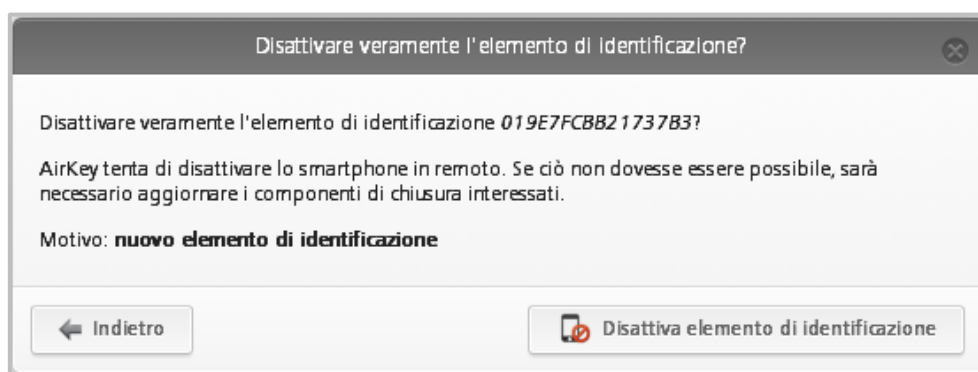 Disattivare veramente l'elemento di identificazione?
Disattivare veramente l'elemento di identificazione 019E7FCBB21737B3?
AirKey tenta di disattivare lo smartphone in remoto. Se ciò non dovesse essere possibile, sarà
necessario aggiornare i componenti di chiusura interessati.
Motivo: nuovo elemento di identificazione
Indietro
Disattiva elemento di identificazione